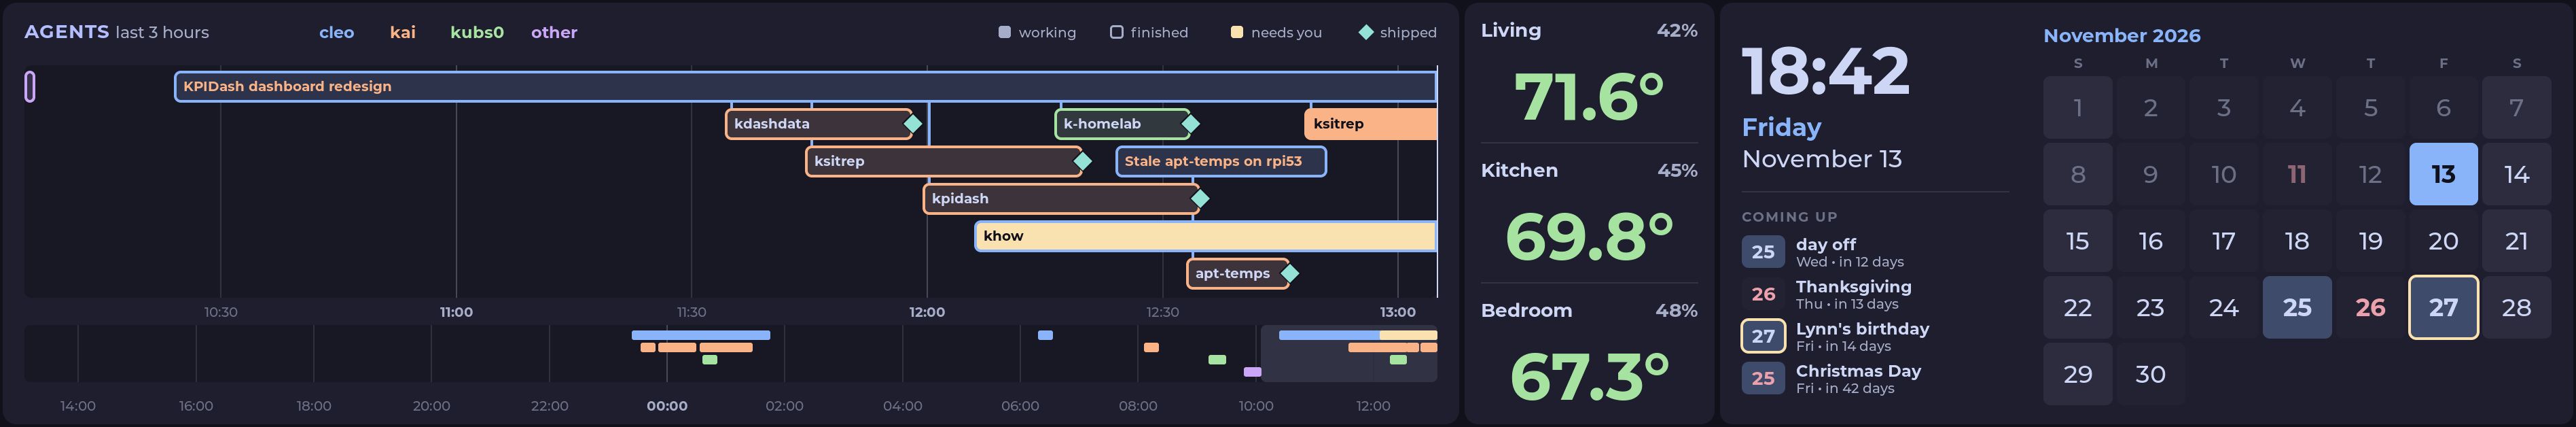 AGENTS last 3 hours
cleo kai kubs0 other
working finished needs you shipped
KPIDash dashboard redesign
kdashdata k-homelab ksitrep
ksitrep Stale apt-temps on rpi53
kpidash
khow
apt-temps
10:30 11:00 11:30 12:00 12:30 13:00
14:00 16:00 18:00 20:00 22:00 00:00 02:00 04:00 06:00 08:00 10:00 12:00
Living 42%
71.6°
Kitchen 45%
69.8°
Bedroom 48%
67.3°
18:42
Friday
November 13
COMING UP
25 day off
Wed • in 12 days
26 Thanksgiving
Thu • in 13 days
27 Lynn's birthday
Fri • in 14 days
25 Christmas Day
Fri • in 42 days
November 2026
S M T W T F S
1 2 3 4 5 6 7
8 9 10 11 12 13 14
15 16 17 18 19 20 21
22 23 24 25 26 27 28
29 30